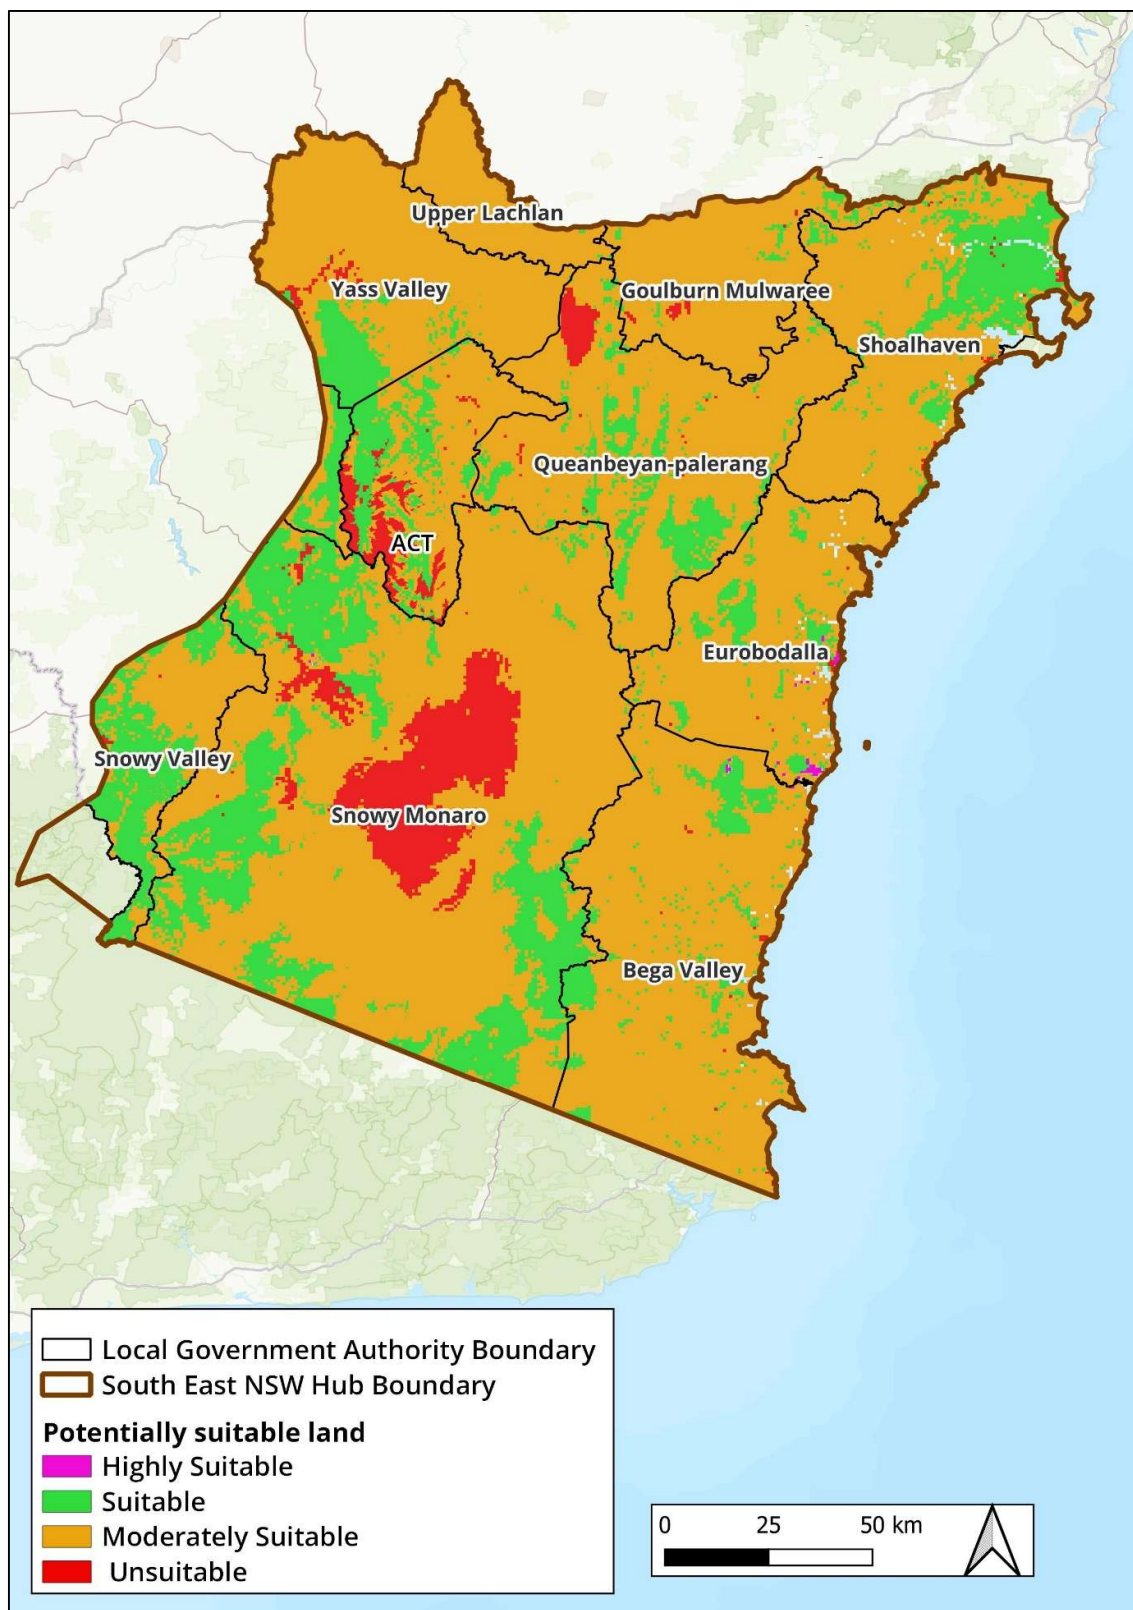 Upper Lachlan
Yass Valley
Goulburn Mulwaree
Shoalhaven
Queanbeyan-palerang
ACT
Eurobodalla
Snowy Valley
Snowy Monaro
Bega Valley
Local Government Authority Boundary
South East NSW Hub Boundary
Potentially suitable land
Highly Suitable
Suitable
Moderately Suitable
Unsuitable
0 25 50 km